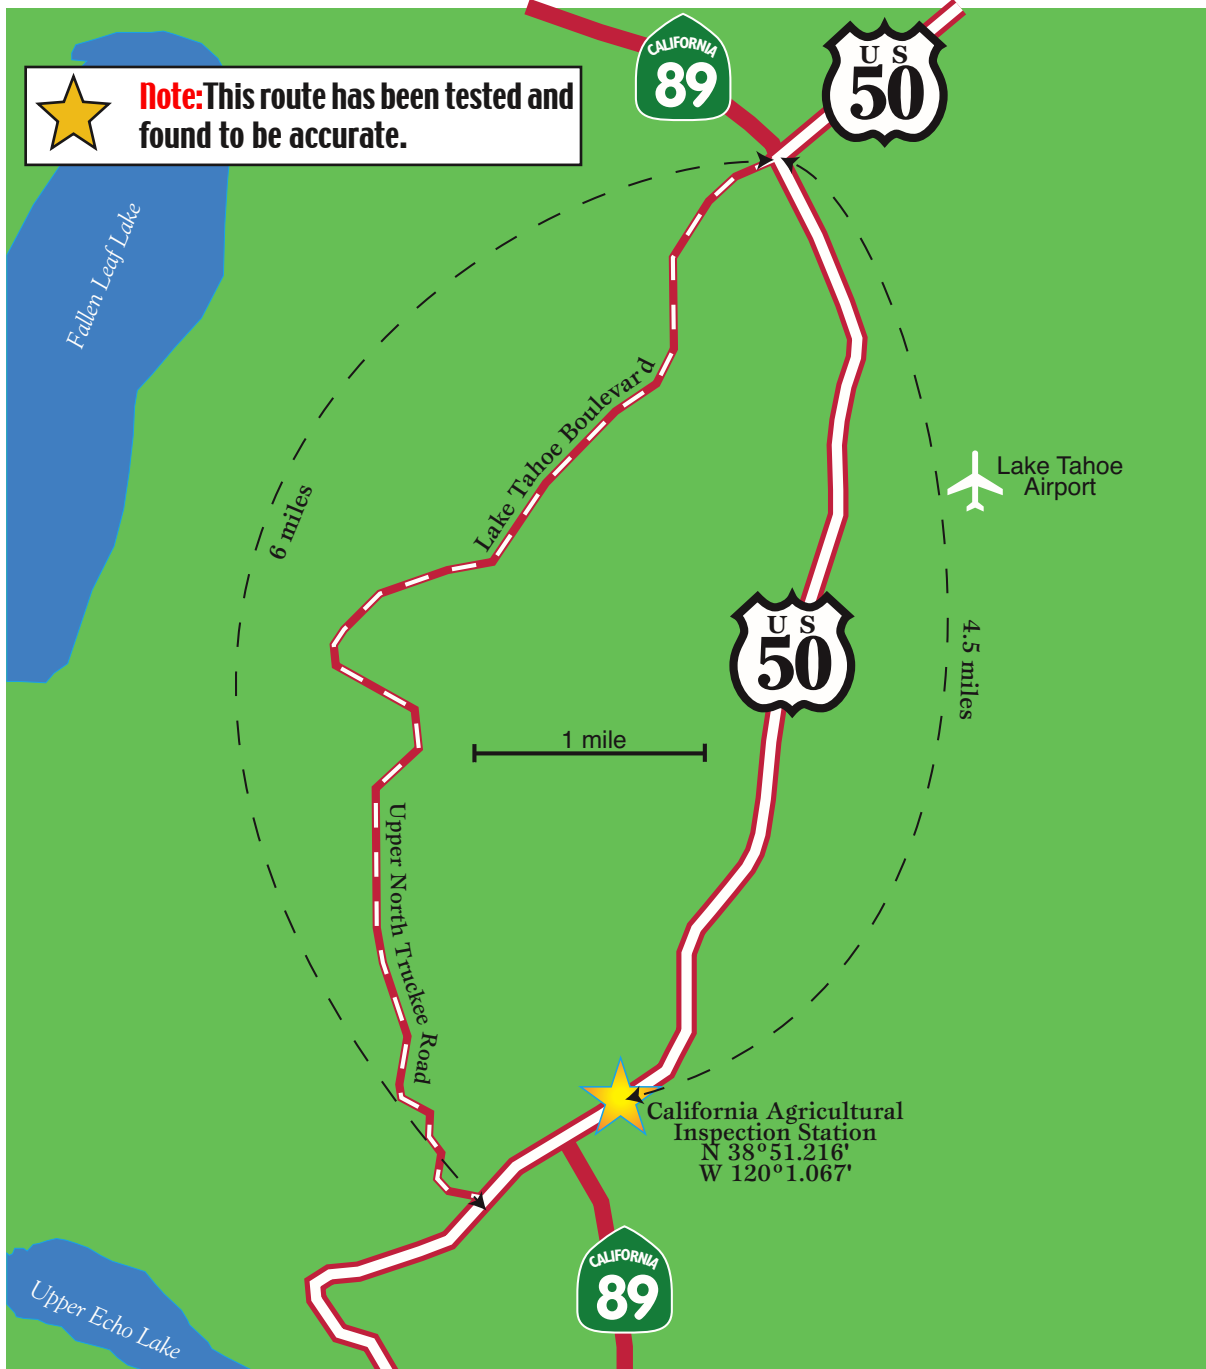 CALIFORNIA
89
U S
50
Note: This route has been tested and
found to be accurate.
Fallen Leaf Lake
Lake Tahoe Boulevard
Lake Tahoe
Airport
6 miles
U S
50
4.5 miles
1 mile
Upper North Truckee Road
California Agricultural
Inspection Station
N 38°51.216'
W 120°1.067'
CALIFORNIA
89
Upper Echo Lake